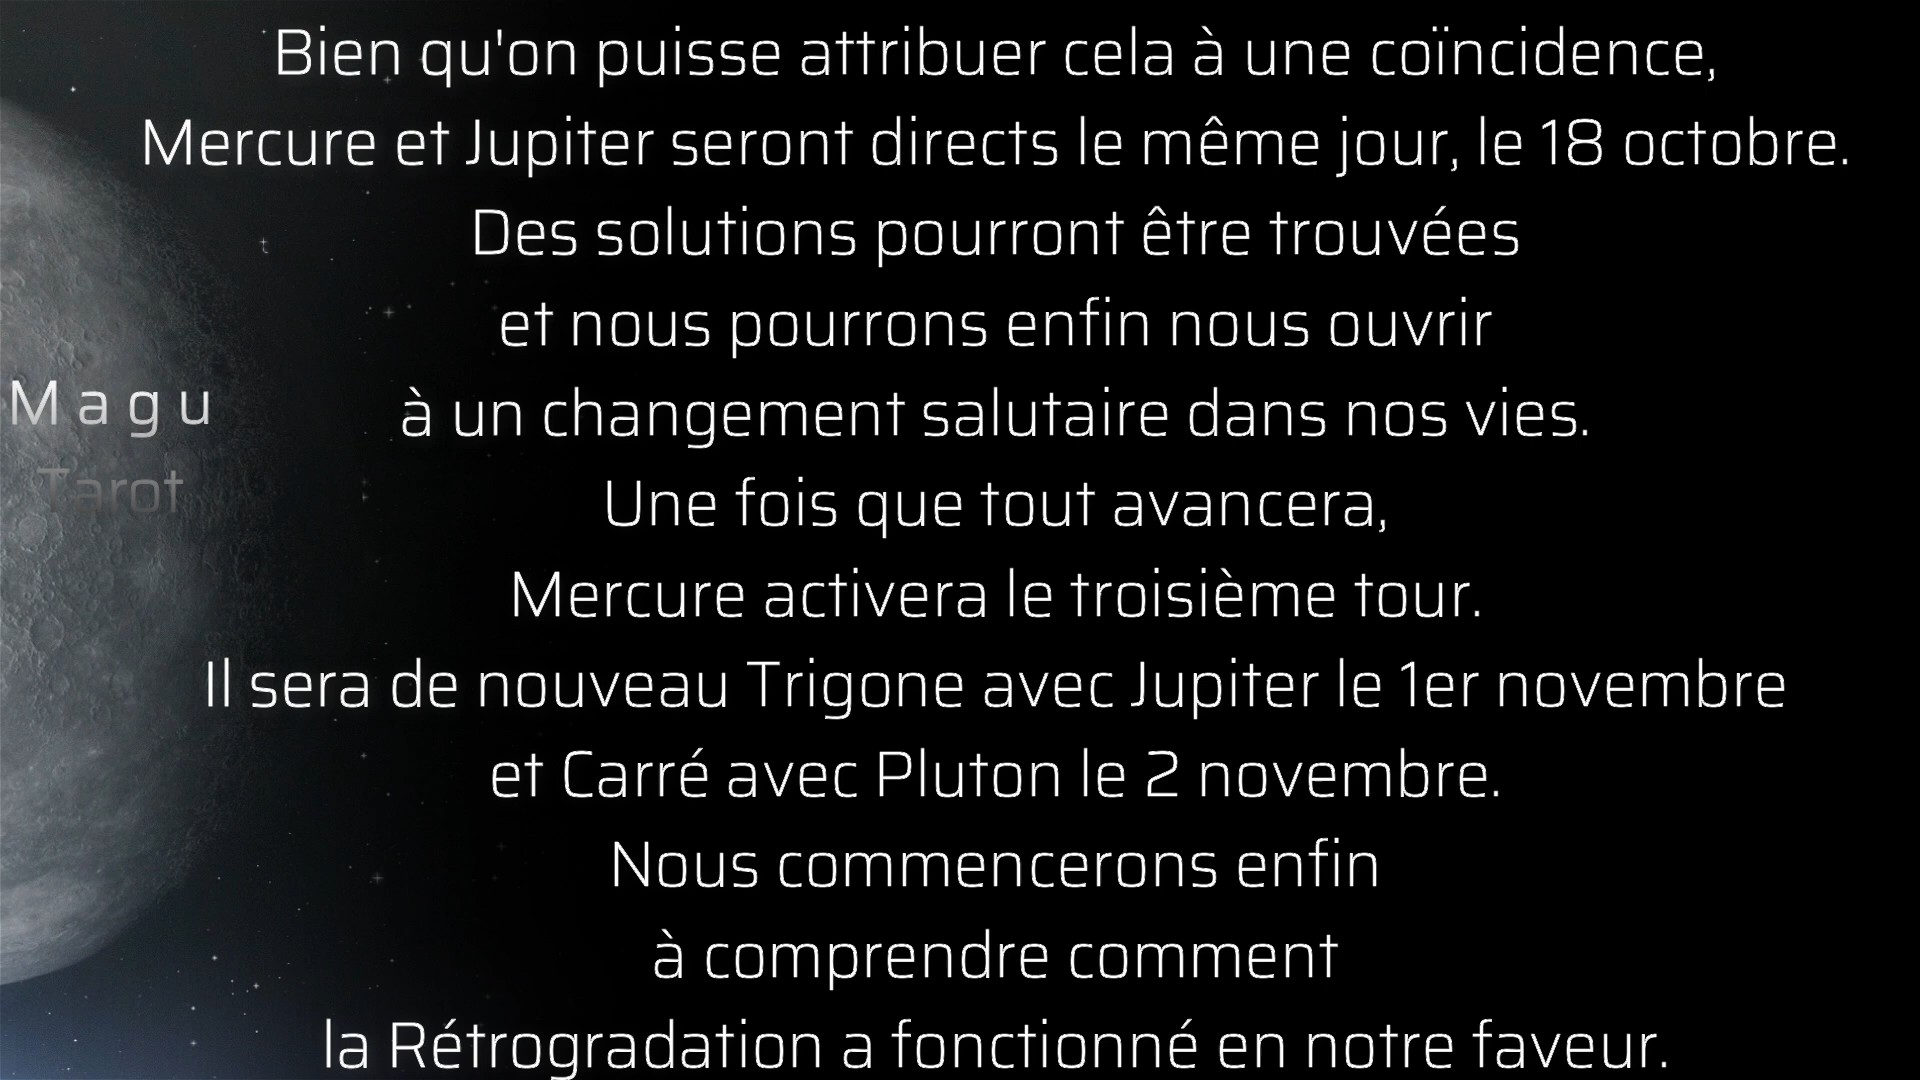 Bien qu'on puisse attribuer cela à une coïncidence,
Mercure et Jupiter seront directs le même jour, le 18 octobre.
Des solutions pourront être trouvées
et nous pourrons enfin nous ouvrir
à un changement salutaire dans nos vies.
Une fois que tout avancera,
Mercure activera le troisième tour.
Il sera de nouveau Trigone avec Jupiter le 1er novembre
et Carré avec Pluton le 2 novembre.
Nous commencerons enfin
à comprendre comment
la Rétrogradation a fonctionné en notre faveur.
Magu
Tarot